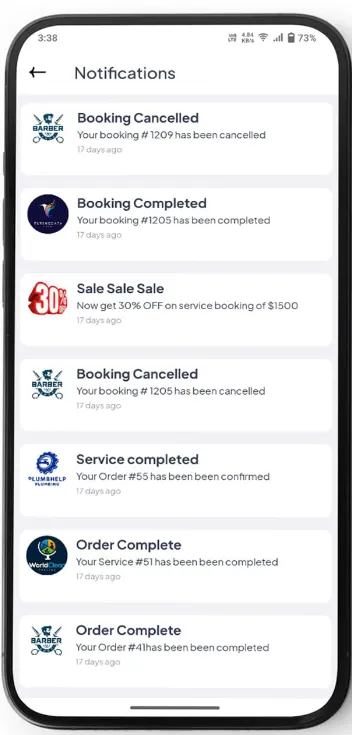 3:38
4.84
KB/s
73%
Notifications
BARBER
Booking Cancelled
Your booking # 1209 has been cancelled
17 days ago
Booking Completed
Your booking #1205 has been completed
17 days ago
30%
Sale Sale Sale
Now get 30% OFF on service booking of $1500
17 days ago
BARBER
Booking Cancelled
Your booking # 1205 has been cancelled
17 days ago
PLUMBHELP
PLUMBING
Service completed
Your Order #55 has been been confirmed
17 days ago
WorldClean
Order Complete
Your Service #51 has been been completed
17 days ago
BARBER
Order Complete
Your Order #41has been been completed
17 days ago